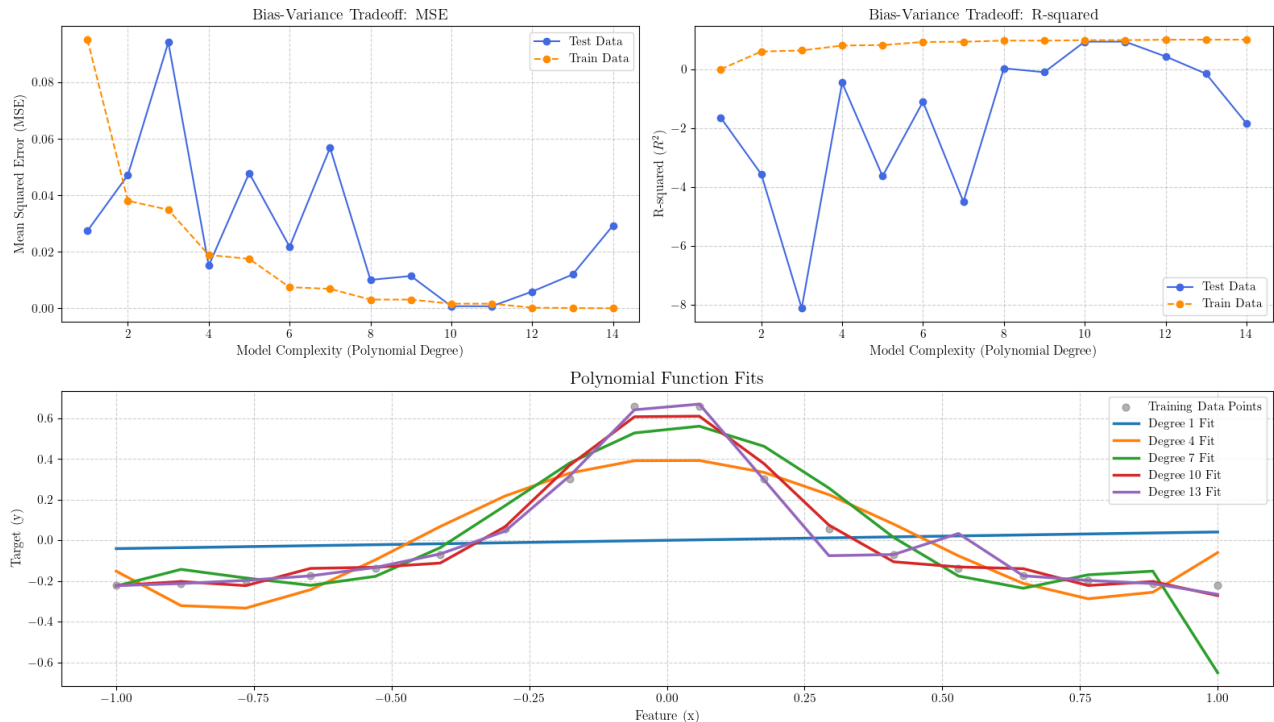 Bias-Variance Tradeoff: MSE
Mean Squared Error (MSE)
0.08
0.06
0.04
0.02
0.00
Test Data
Train Data
2 4 6 8 10 12 14
Model Complexity (Polynomial Degree)
Bias-Variance Tradeoff: R-squared
R-squared (R²)
0
−2
−4
−6
−8
Test Data
Train Data
2 4 6 8 10 12 14
Model Complexity (Polynomial Degree)
Polynomial Function Fits
Target (y)
0.6
0.4
0.2
0.0
−0.2
−0.4
−0.6
Training Data Points
Degree 1 Fit
Degree 4 Fit
Degree 7 Fit
Degree 10 Fit
Degree 13 Fit
−1.00 −0.75 −0.50 −0.25 0.00 0.25 0.50 0.75 1.00
Feature (x)